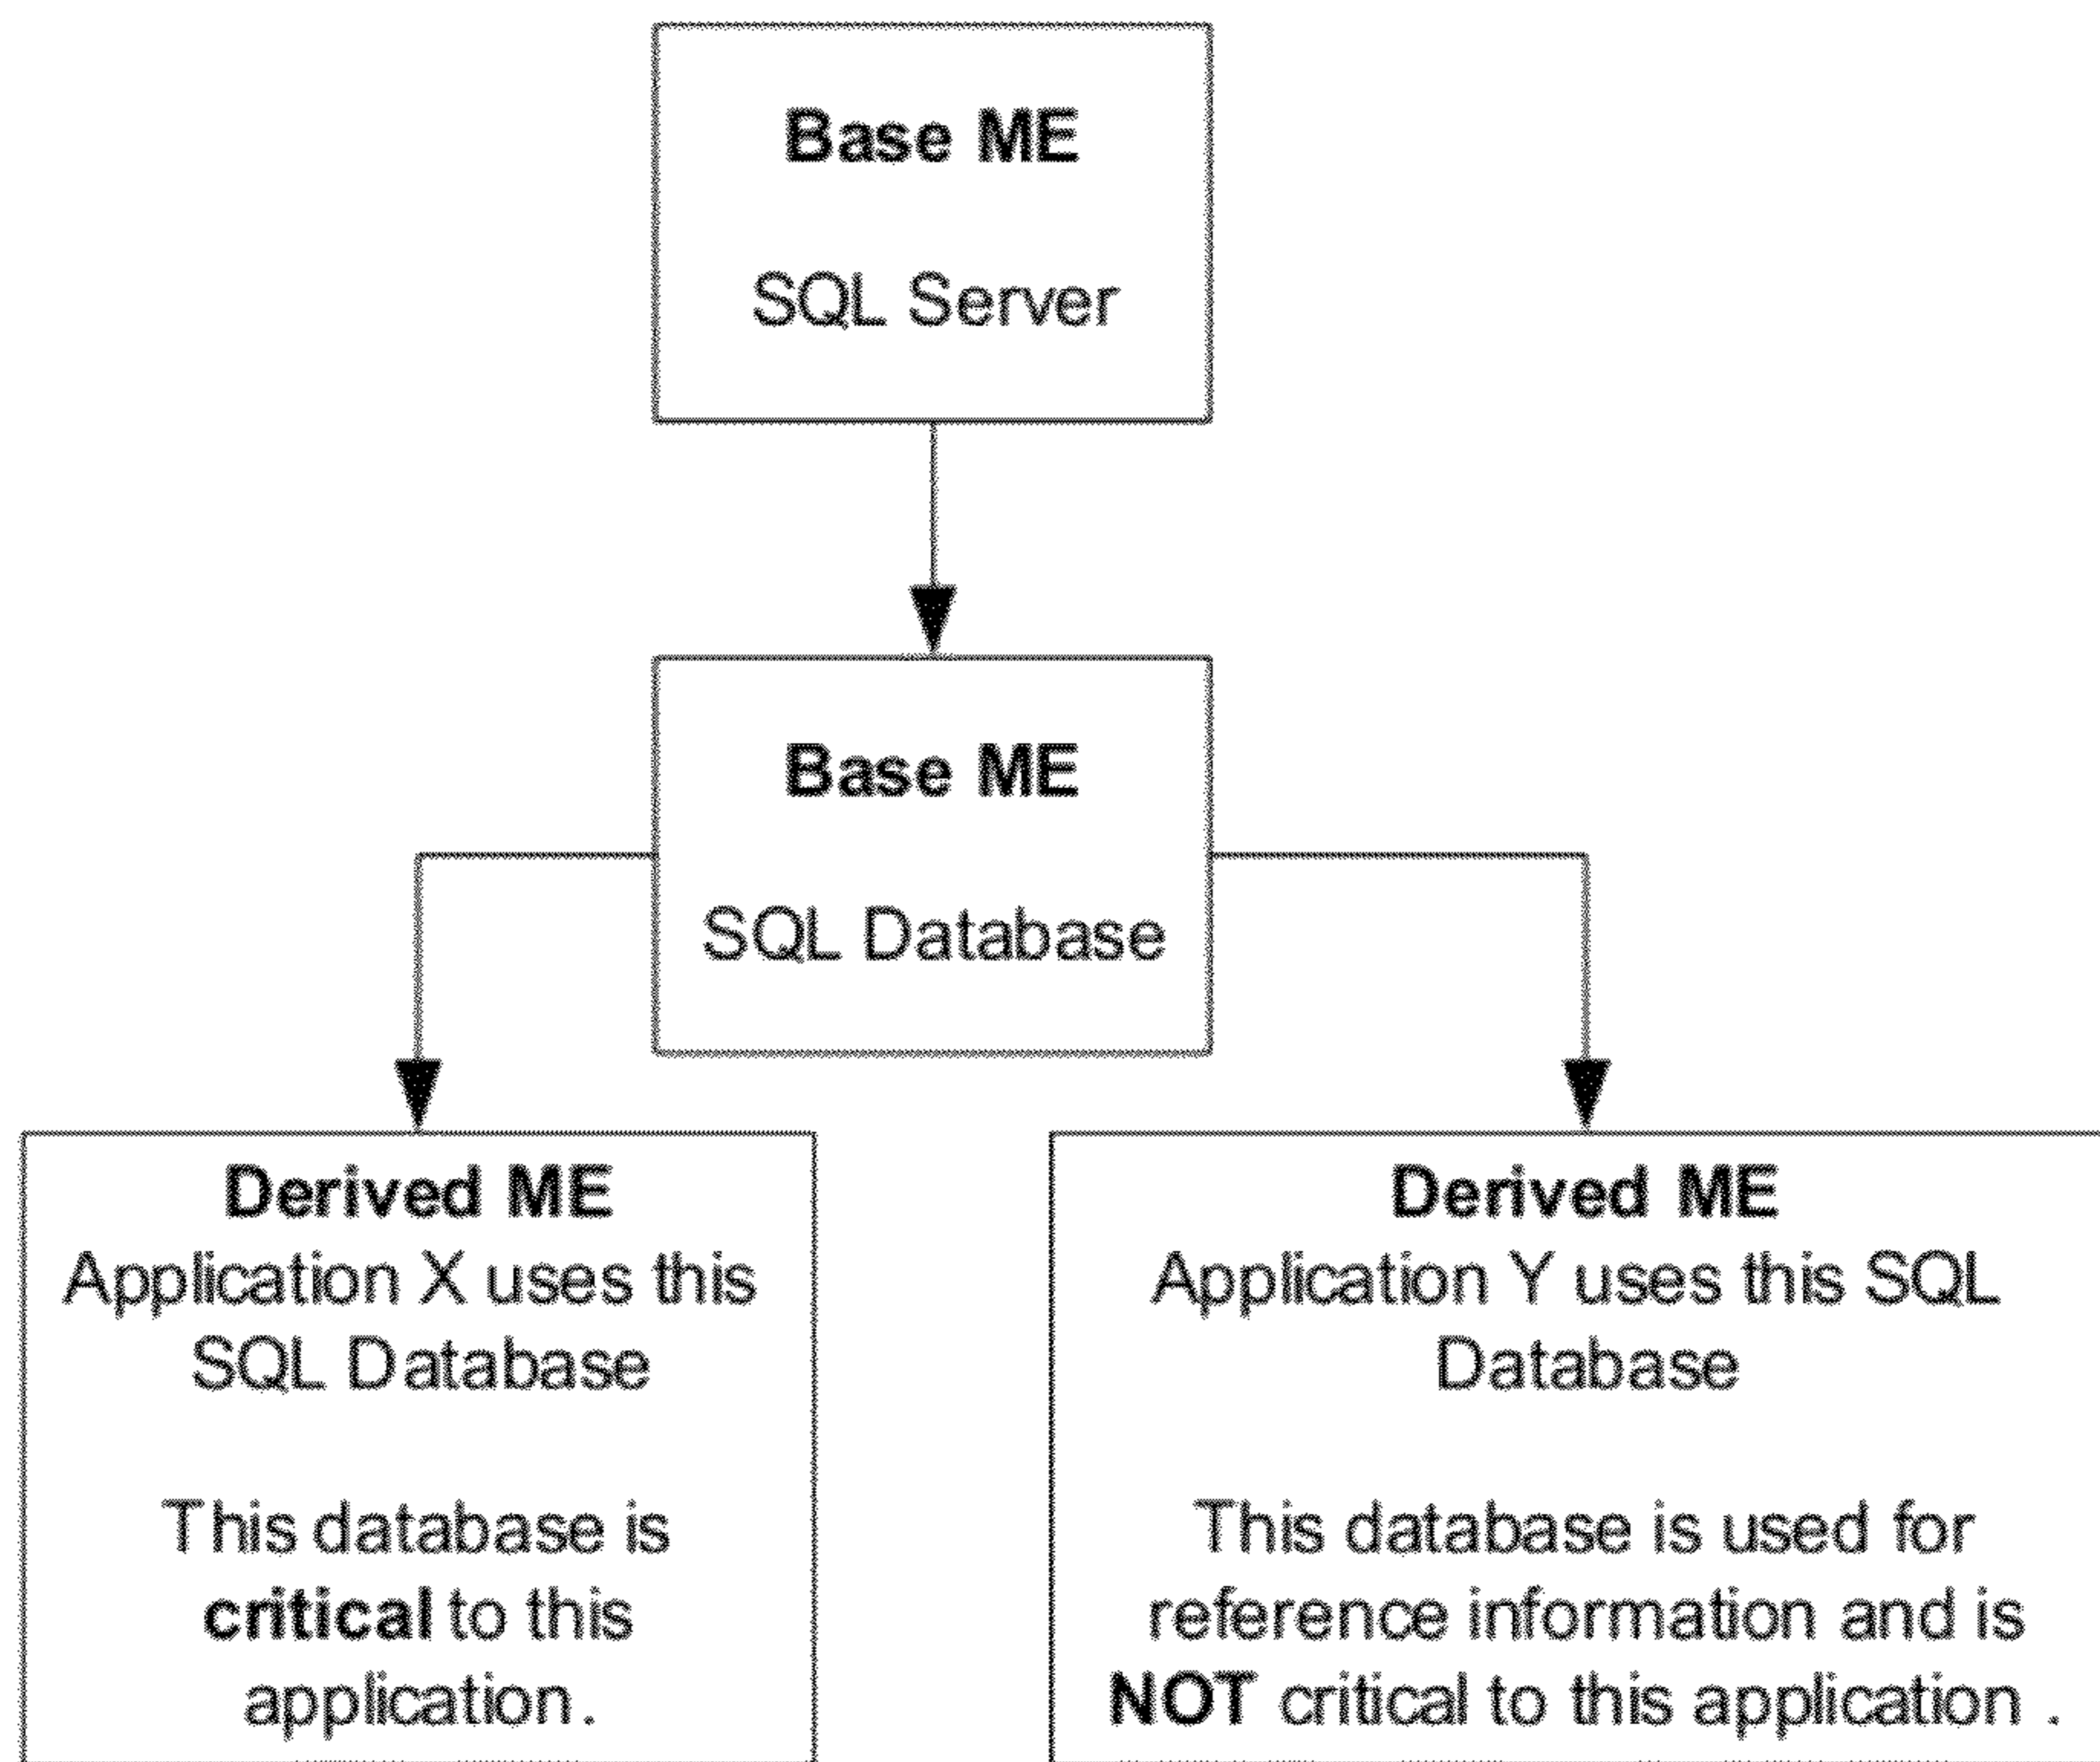 Base ME
SQL Server
Base ME
SQL Database
Derived ME
Application X uses this
SQL Database
This database is
critical to this
application.
Derived ME
Application Y uses this SQL
Database
This database is used for
reference information and is
NOT critical to this application .